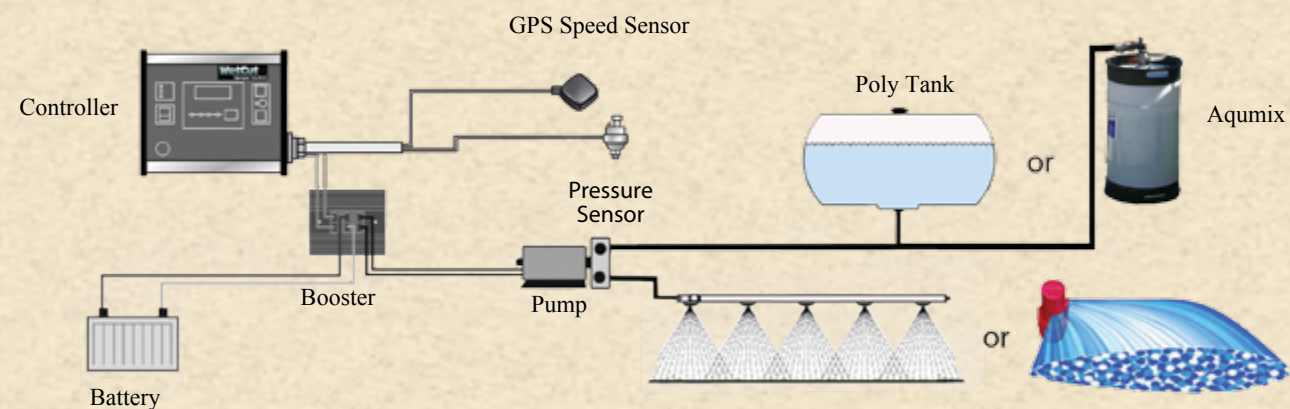 GPS Speed Sensor
WetCut
Controller
Poly Tank
Aqumix
or
Pressure
Sensor
Booster
Pump
or
Battery